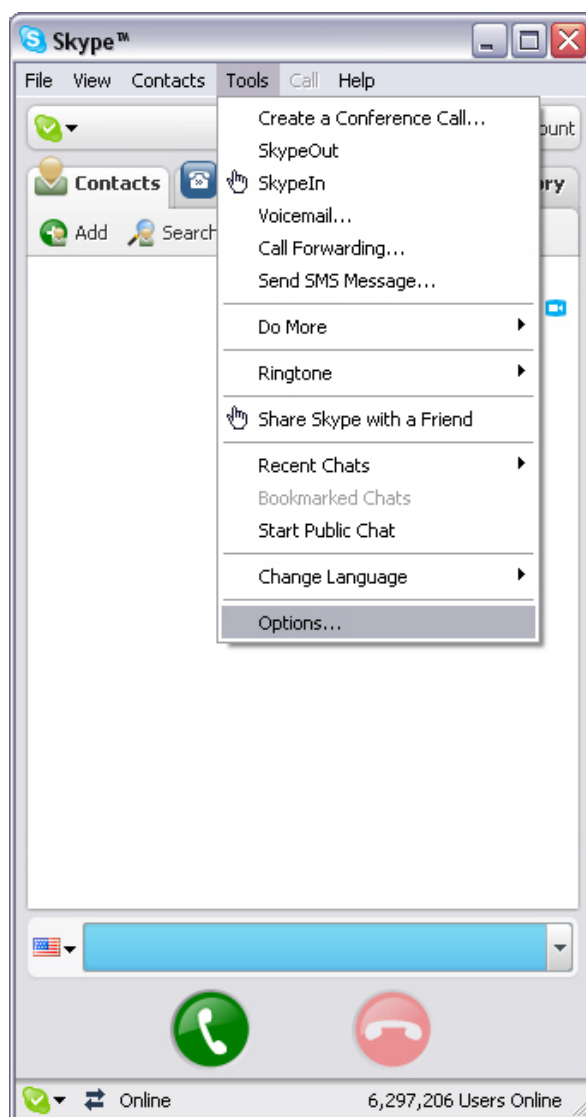 Skype™
File View Contacts Tools Call Help
Create a Conference Call...
SkypeOut
SkypeIn
Voicemail...
Call Forwarding...
Send SMS Message...
Do More
Ringtone
Share Skype with a Friend
Recent Chats
Bookmarked Chats
Start Public Chat
Change Language
Options...
Contacts
Add Search
Online 6,297,206 Users Online